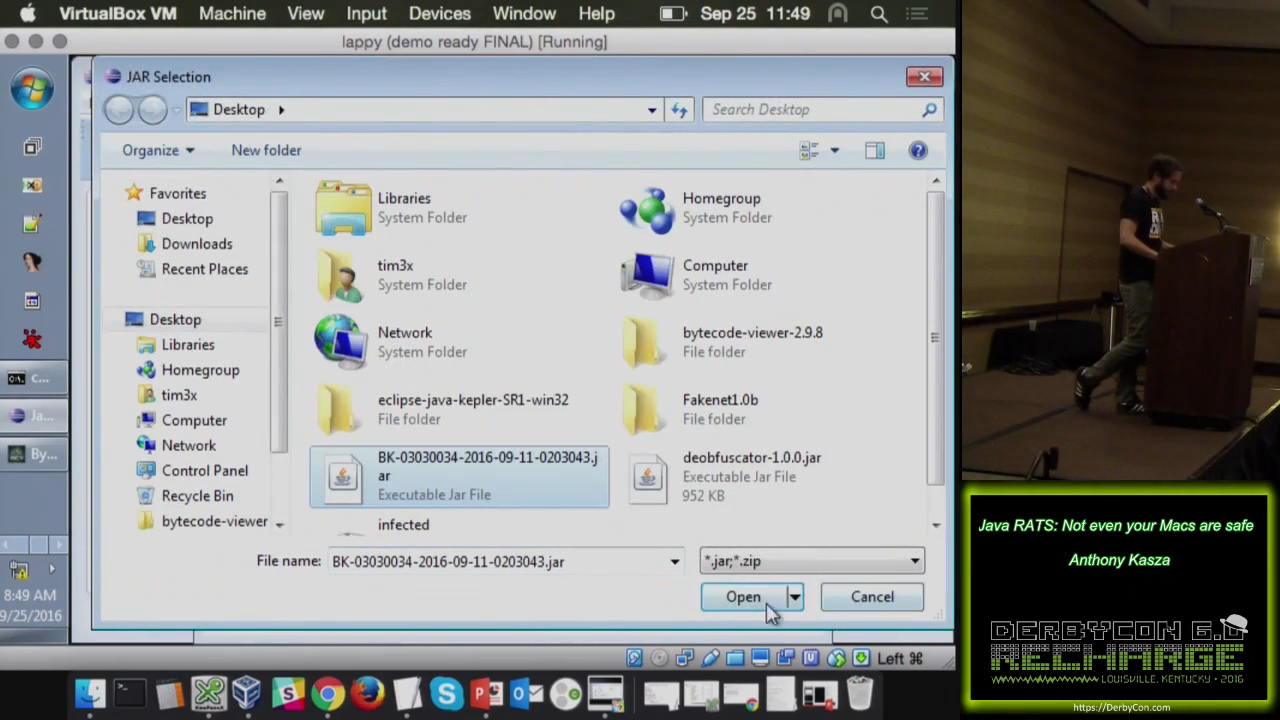 VirtualBox VM Machine View Input Devices Window Help Sep 25 11:49
lappy (demo ready FINAL) [Running]
JAR Selection
Desktop
Search Desktop
Organize
New folder
Favorites
Desktop
Downloads
Recent Places
Desktop
Libraries
Homegroup
tim3x
Computer
Network
Control Panel
Recycle Bin
bytecode-viewer
Libraries
System Folder
Homegroup
System Folder
tim3x
System Folder
Computer
System Folder
Network
System Folder
bytecode-viewer-2.9.8
File folder
eclipse-java-kepler-SR1-win32
File folder
Fakenet1.0b
File folder
BK-03030034-2016-09-11-0203043.j
ar
Executable Jar File
deobfuscator-1.0.0.jar
Executable Jar File
952 KB
infected
File name: BK-03030034-2016-09-11-0203043.jar
*.jar;*.zip
Open
Cancel
C...
Ja...
By...
8:49 AM
9/25/2016
Left ⌘
Java RATS: Not even your Macs are safe
Anthony Kasza
DERBYCON 6.0
RECHARGE
LOUISVILLE, KENTUCKY • 2016
https://DerbyCon.com